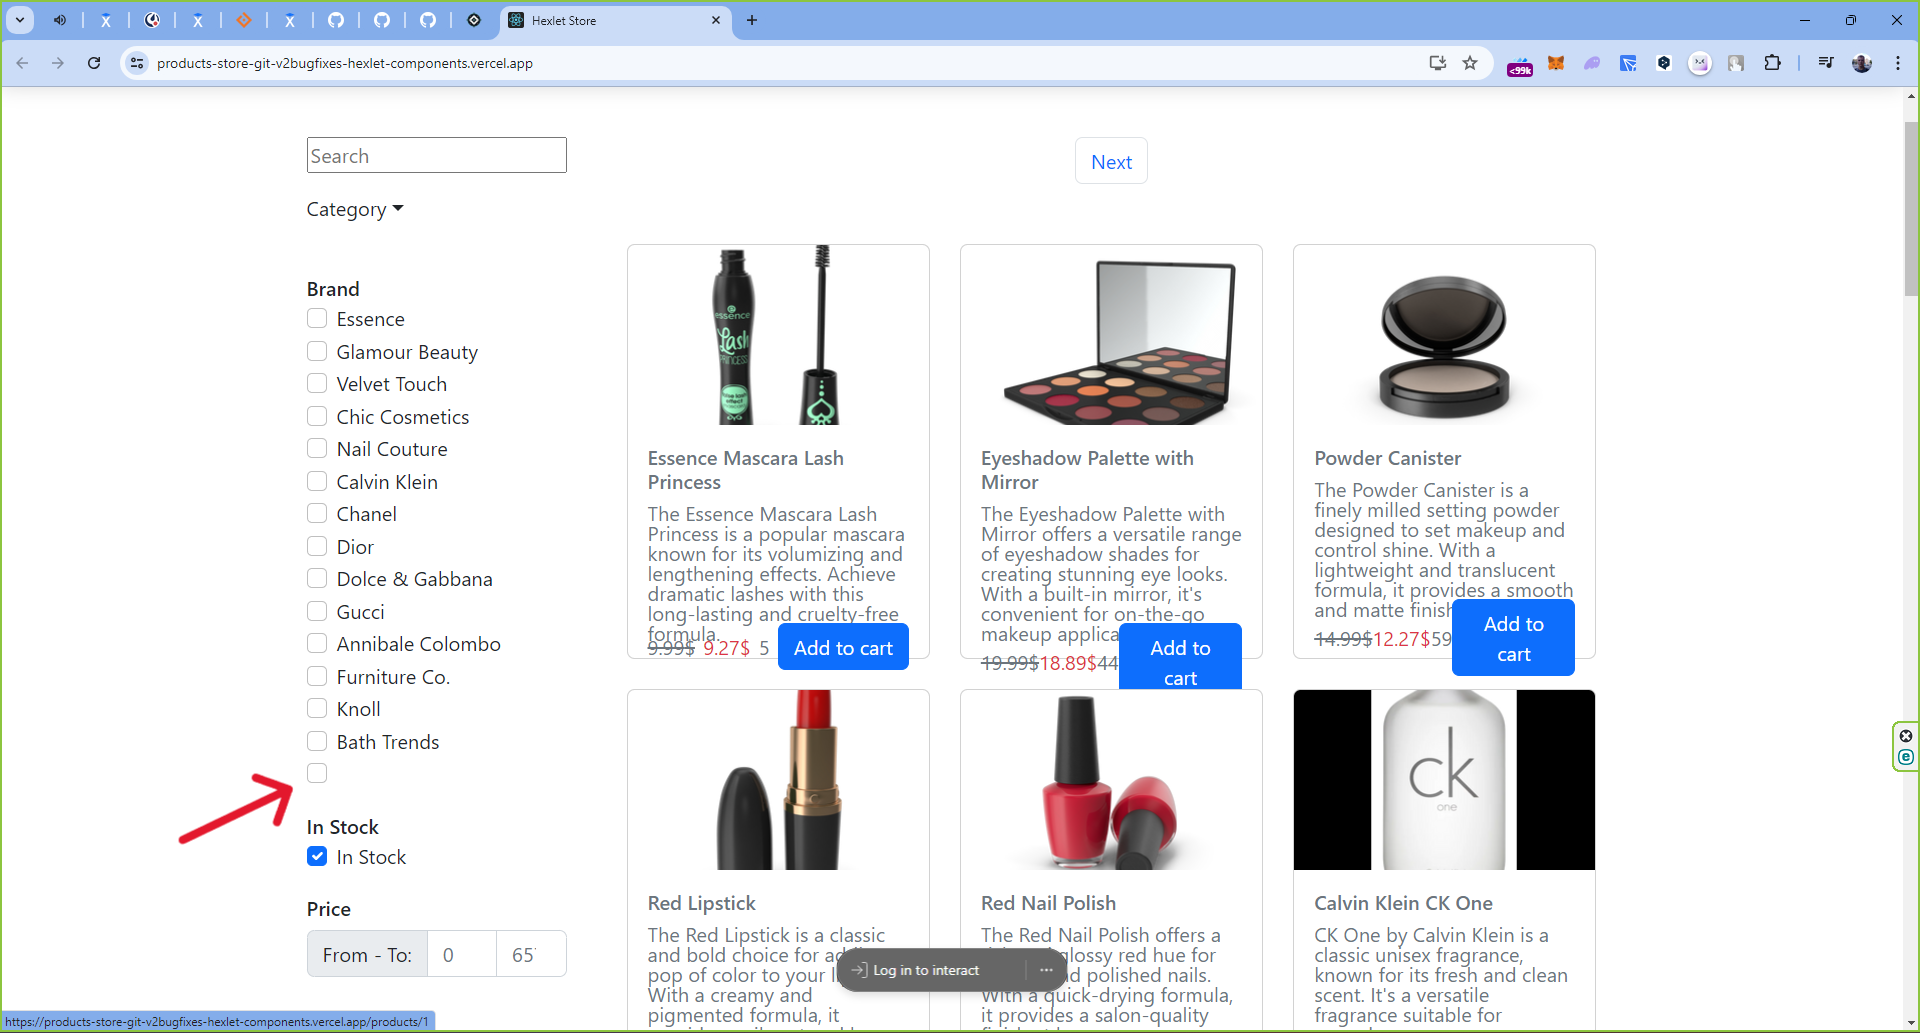 Hexlet Store
products-store-git-v2bugfixes-hexlet-components.vercel.app
<99k
Search
Next
Category
Brand
Essence
Glamour Beauty
Velvet Touch
Chic Cosmetics
Nail Couture
Calvin Klein
Chanel
Dior
Dolce & Gabbana
Gucci
Annibale Colombo
Furniture Co.
Knoll
Bath Trends
In Stock
In Stock
Price
From - To:
0
65
essence
Lash
PRINCESS
Essence Mascara Lash
Princess
The Essence Mascara Lash
Princess is a popular mascara
known for its volumizing and
lengthening effects. Achieve
dramatic lashes with this
long-lasting and cruelty-free
formula.
9.99$ 9.27$ 5
Add to cart
Eyeshadow Palette with
Mirror
The Eyeshadow Palette with
Mirror offers a versatile range
of eyeshadow shades for
creating stunning eye looks.
With a built-in mirror, it's
convenient for on-the-go
makeup applica
19.99$18.89$44
Add to
cart
Powder Canister
The Powder Canister is a
finely milled setting powder
designed to set makeup and
control shine. With a
lightweight and translucent
formula, it provides a smooth
and matte finish
14.99$12.27$59
Add to
cart
Red Lipstick
The Red Lipstick is a classic
and bold choice for
pop of color to your
With a creamy and
pigmented formula, it
Red Nail Polish
The Red Nail Polish offers a
glossy red hue for
and polished nails.
With a quick-drying formula,
it provides a salon-quality
ck
one
Calvin Klein CK One
CK One by Calvin Klein is a
classic unisex fragrance,
known for its fresh and clean
scent. It's a versatile
fragrance suitable for
Log in to interact
https://products-store-git-v2bugfixes-hexlet-components.vercel.app/products/1